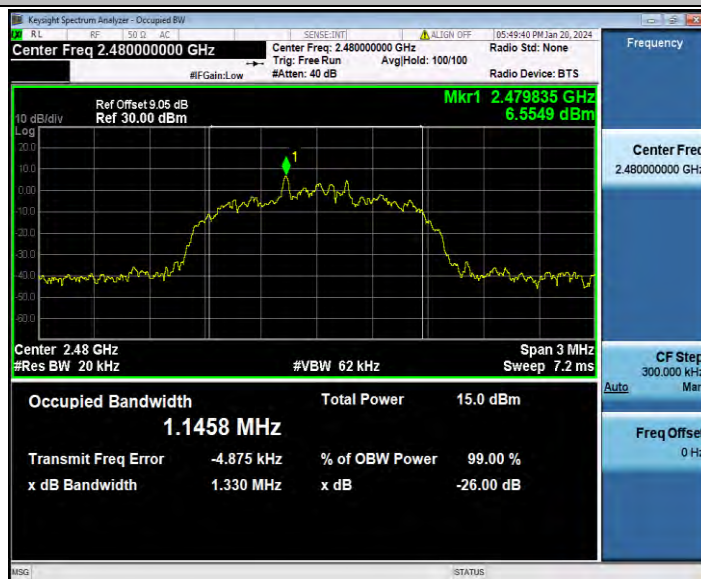 Keysight Spectrum Analyzer - Occupied BW
RL RF 50 Ω AC SENSE:INT ALIGN OFF 05:49:40 PM Jan 20, 2024
Center Freq 2.480000000 GHz
Center Freq: 2.480000000 GHz
Radio Std: None
Trig: Free Run Avg|Hold: 100/100
#IFGain:Low #Atten: 40 dB Radio Device: BTS
Ref Offset 9.05 dB
10 dB/div Ref 30.00 dBm
Mkr1 2.479835 GHz
6.5549 dBm
Log
20.0
10.0
1
0.00
-10.0
-20.0
-30.0
-40.0
-50.0
-60.0
Center 2.48 GHz Span 3 MHz
#Res BW 20 kHz #VBW 62 kHz Sweep 7.2 ms
Occupied Bandwidth Total Power 15.0 dBm
1.1458 MHz
Transmit Freq Error -4.875 kHz % of OBW Power 99.00 %
x dB Bandwidth 1.330 MHz x dB -26.00 dB
MSG STATUS
Frequency
Center Freq
2.480000000 GHz
CF Step
300.000 kHz
Auto Man
Freq Offset
0 Hz